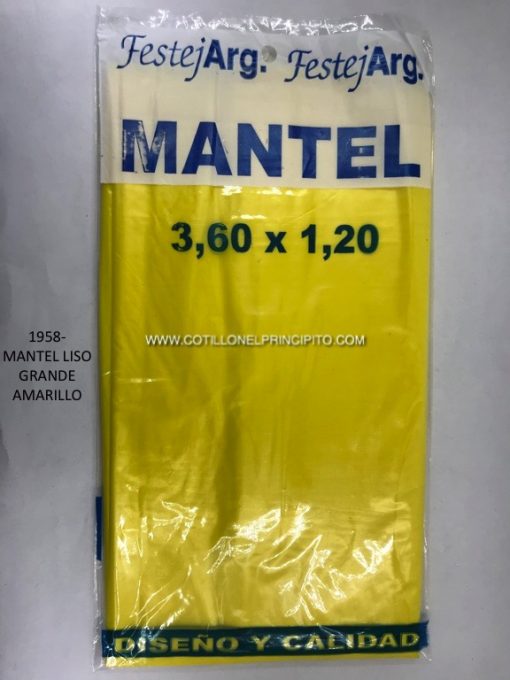 FestejArg. FestejArg.
MANTEL
3,60 x 1,20
WWW.COTILLONELPRINCIPITO.COM
1958-
MANTEL LISO
GRANDE
AMARILLO
DISEÑO Y CALIDAD